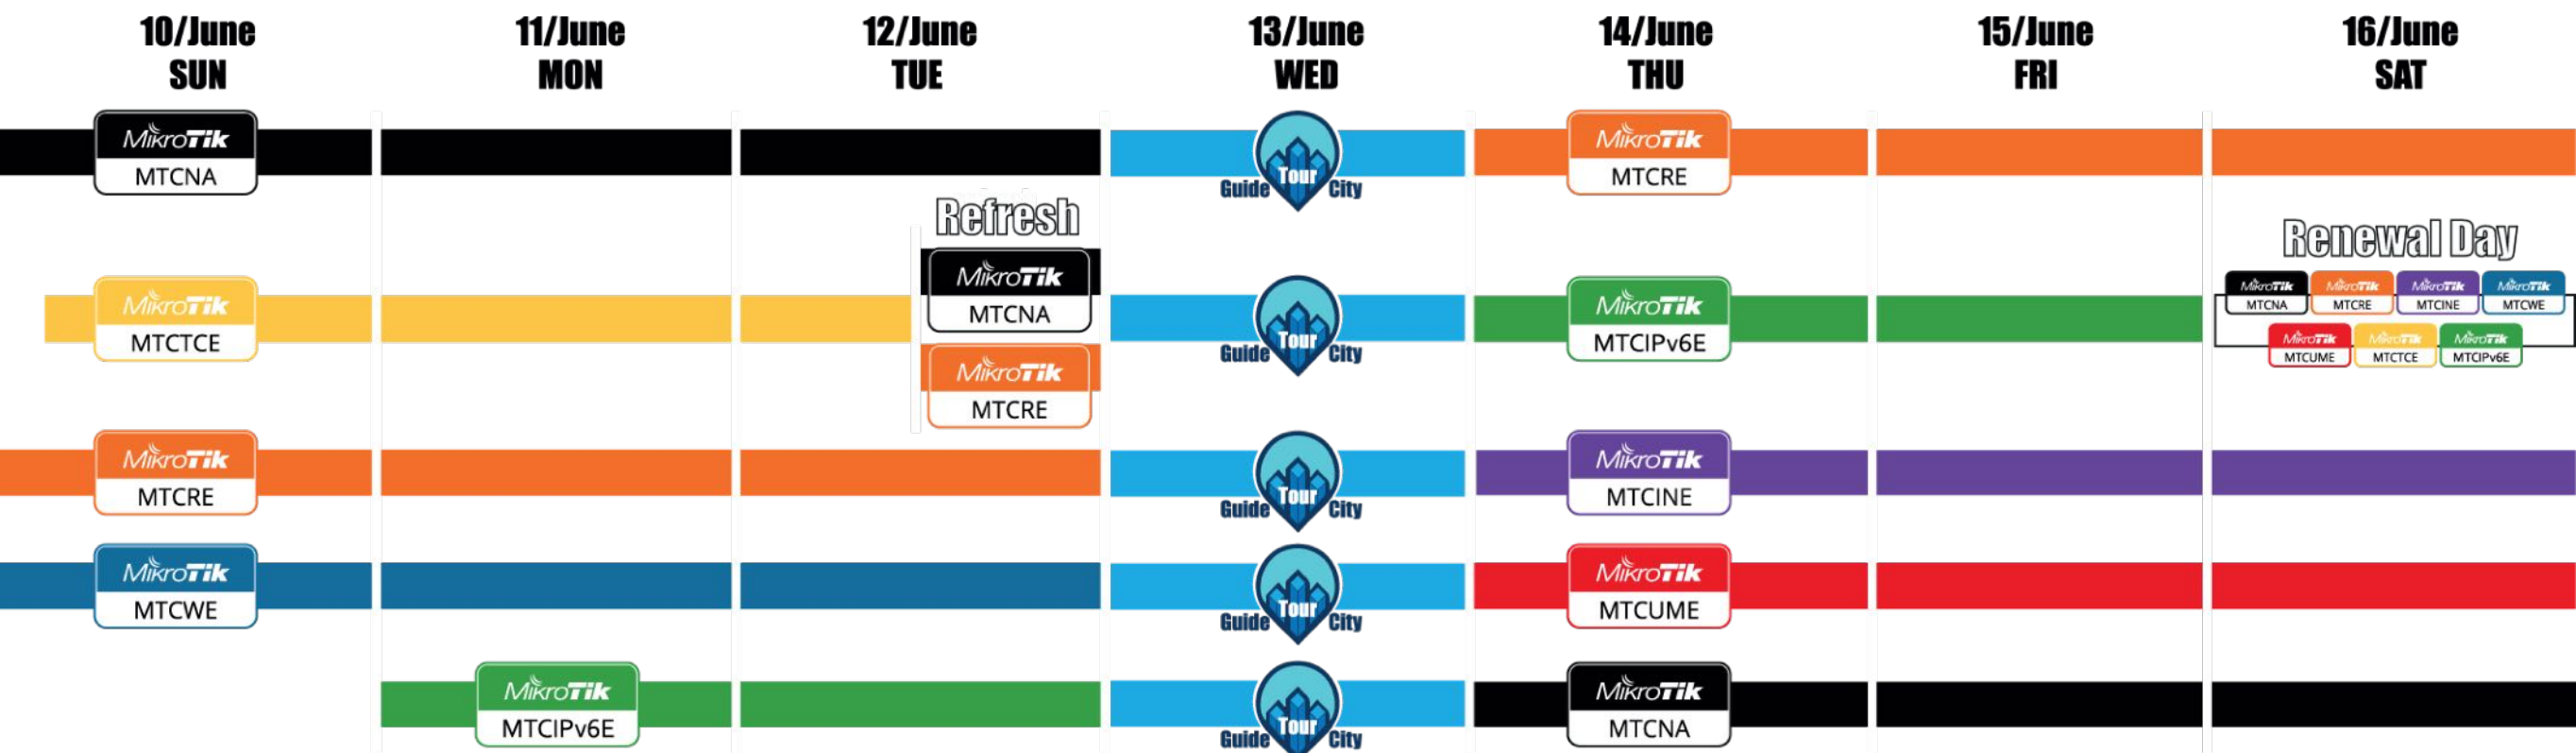 10/June 11/June 12/June 13/June 14/June 15/June 16/June
SUN MON TUE WED THU FRI SAT
MikroTik
MTCNA
Guide Tour City
MikroTik
MTCRE
Refresh
MikroTik
MTCNA
MikroTik
MTCRE
Renewal Day
MikroTik MikroTik MikroTik MikroTik
MTCNA MTCRE MTCINE MTCWE
MikroTik MikroTik MikroTik
MTCUME MTCTCE MTCIPv6E
MikroTik
MTCTCE
Guide Tour City
MikroTik
MTCIPv6E
MikroTik
MTCRE
Guide Tour City
MikroTik
MTCINE
MikroTik
MTCWE
Guide Tour City
MikroTik
MTCUME
MikroTik
MTCIPv6E
Guide Tour City
MikroTik
MTCNA